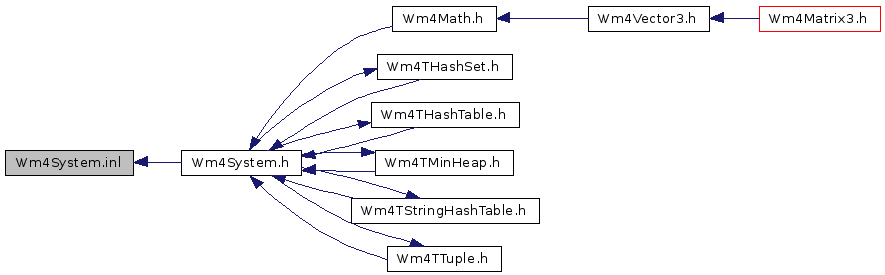 Wm4Math.h
Wm4Vector3.h
Wm4Matrix3.h
Wm4THashSet.h
Wm4THashTable.h
Wm4System.inl
Wm4System.h
Wm4TMinHeap.h
Wm4TStringHashTable.h
Wm4TTuple.h